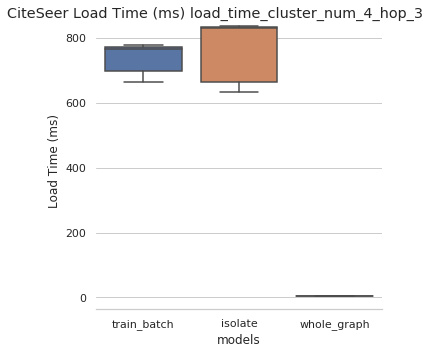 CiteSeer Load Time (ms) load_time_cluster_num_4_hop_3
Load Time (ms)
800
600
400
200
0
train_batch isolate whole_graph
models